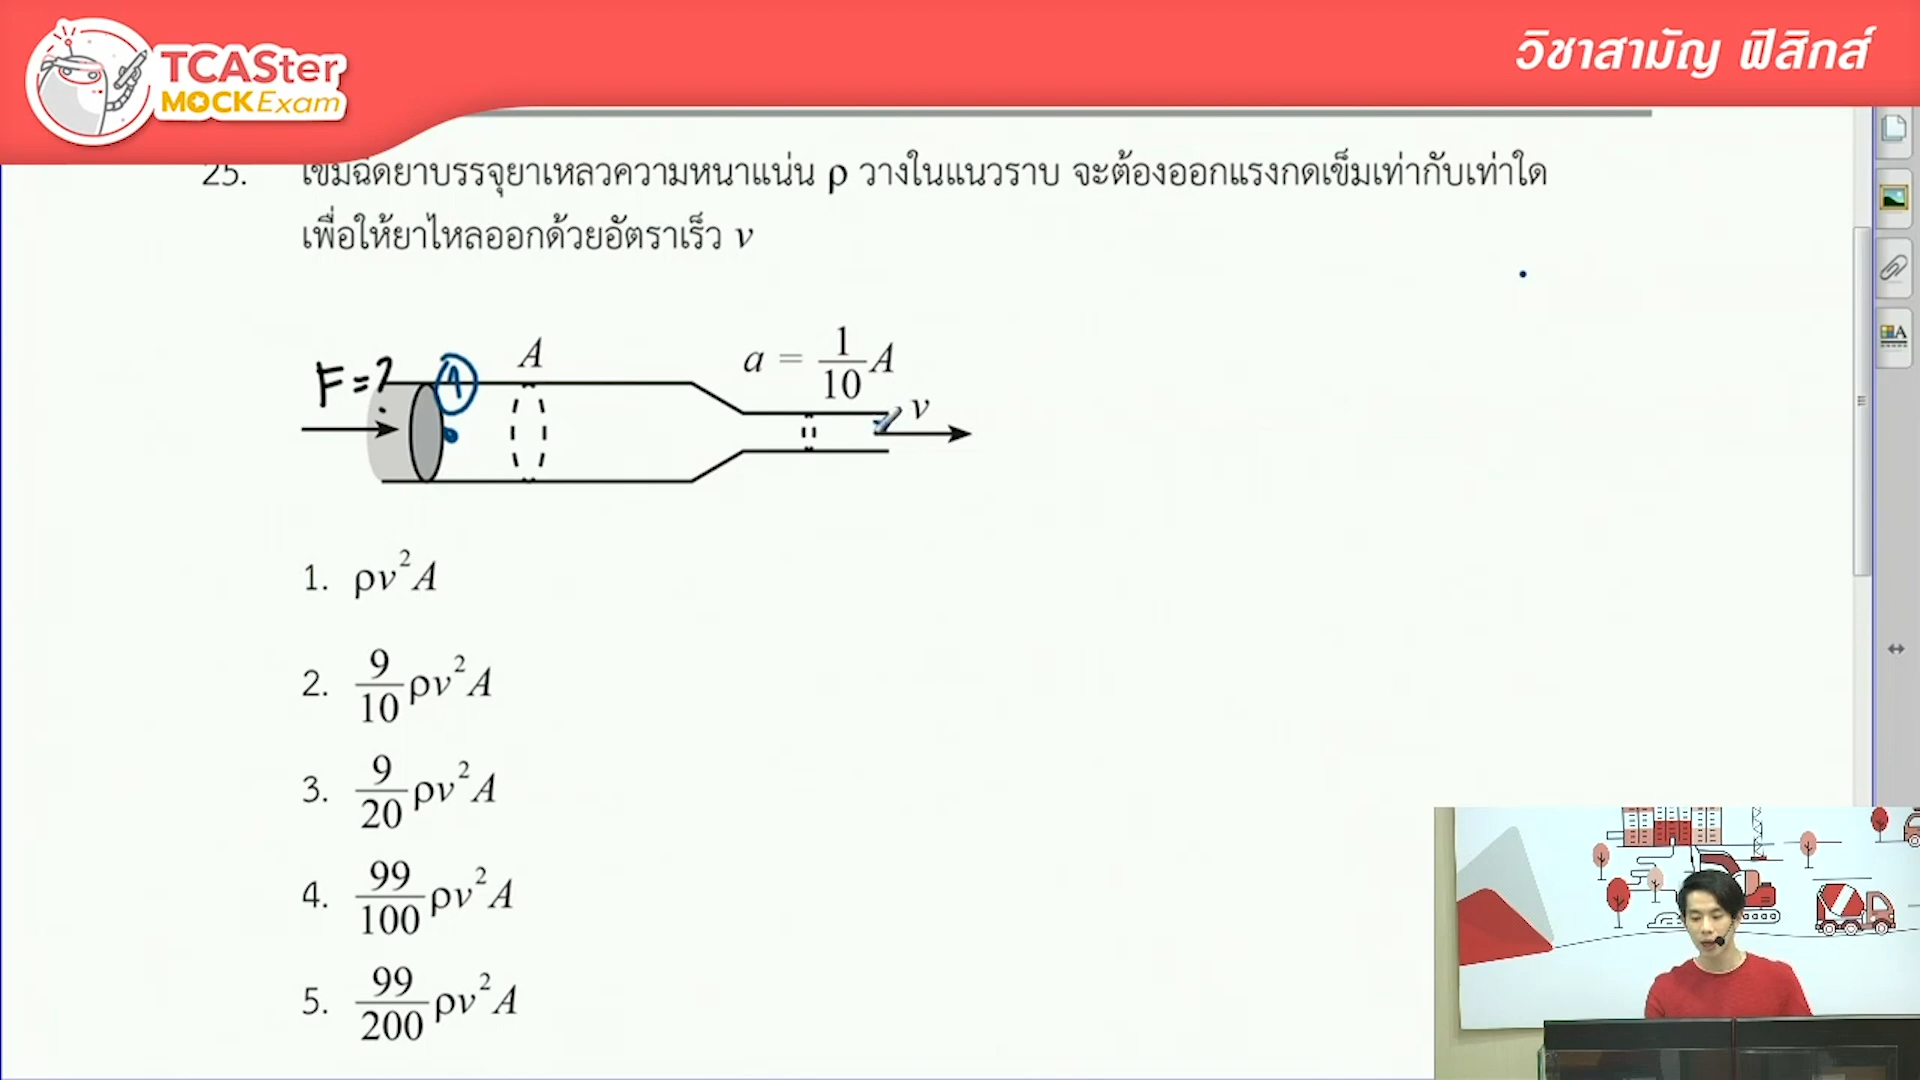 TCASter
MOCK Exam
วิชาสามัญ ฟิสิกส์
25. เข็มฉีดยาบรรจุยาเหลวความหนาแน่น ρ วางในแนวราบ จะต้องออกแรงกดเข็มเท่ากับเท่าใด
เพื่อให้ยาไหลออกด้วยอัตราเร็ว v
F = ?
1
A
a = 1/10 A
v
1. ρv²A
2. 9/10 ρv²A
3. 9/20 ρv²A
4. 99/100 ρv²A
5. 99/200 ρv²A